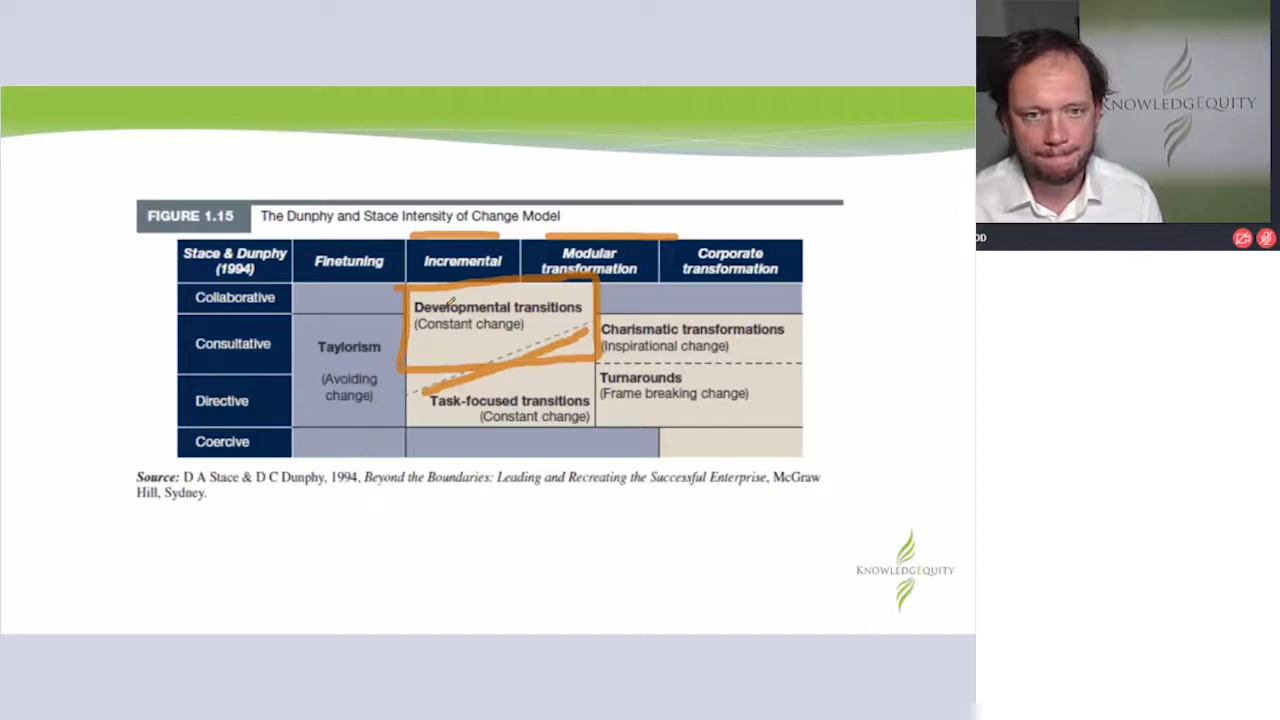 KNOWLEDGEQUITY
OD
FIGURE 1.15 The Dunphy and Stace Intensity of Change Model
Stace & Dunphy (1994) Finetuning Incremental Modular transformation Corporate transformation
Collaborative
Developmental transitions
(Constant change)
Consultative
Taylorism
(Avoiding change)
Charismatic transformations
(Inspirational change)
Directive
Task-focused transitions
(Constant change)
Turnarounds
(Frame breaking change)
Coercive
Source: D A Stace & D C Dunphy, 1994, Beyond the Boundaries: Leading and Recreating the Successful Enterprise, McGraw
Hill, Sydney.
KNOWLEDGEQUITY